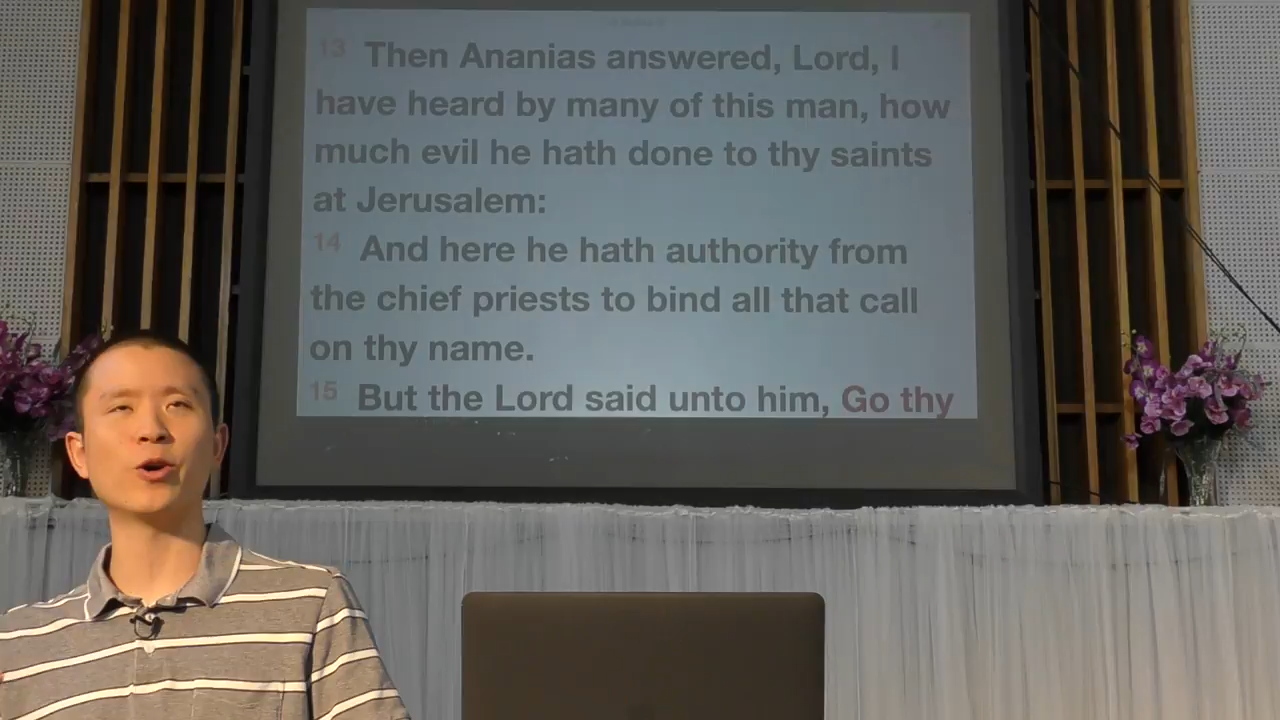 13 Then Ananias answered, Lord, I
have heard by many of this man, how
much evil he hath done to thy saints
at Jerusalem:
14 And here he hath authority from
the chief priests to bind all that call
on thy name.
15 But the Lord said unto him, Go thy